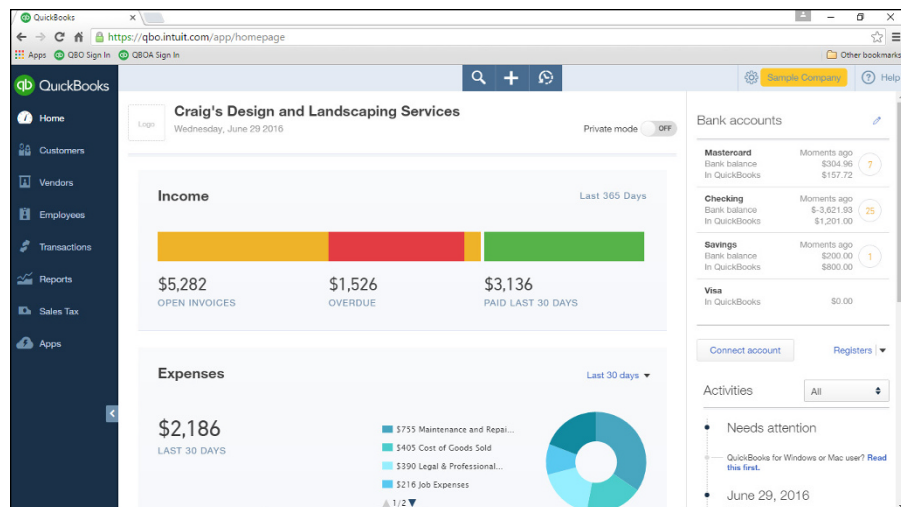 QuickBooks
https://qbo.intuit.com/app/homepage
Apps QBO Sign In QBOA Sign In Other bookmarks
qb QuickBooks
Sample Company ? Help
Home
Customers
Vendors
Employees
Transactions
Reports
Sales Tax
Apps
Logo
Craig's Design and Landscaping Services
Wednesday, June 29 2016
Private mode OFF
Income Last 365 Days
$5,282 $1,526 $3,136
OPEN INVOICES OVERDUE PAID LAST 30 DAYS
Expenses Last 30 days
$2,186
LAST 30 DAYS
$755 Maintenance and Repai...
$405 Cost of Goods Sold
$390 Legal & Professional...
$216 Job Expenses
1/2
Bank accounts
Mastercard Moments ago
Bank balance $304.96 7
In QuickBooks $157.72
Checking Moments ago
Bank balance $-3,621.93 25
In QuickBooks $1,201.00
Savings Moments ago
Bank balance $200.00 1
In QuickBooks $800.00
Visa
In QuickBooks $0.00
Connect account Registers
Activities All
Needs attention
QuickBooks for Windows or Mac user? Read
this first.
June 29, 2016